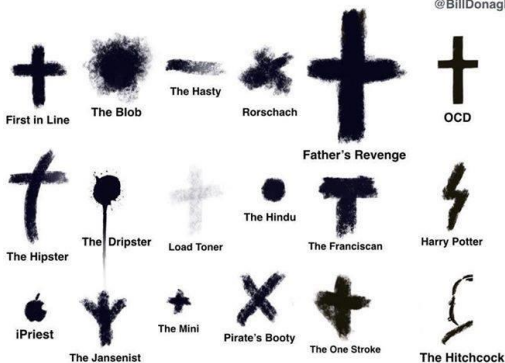 @BillDonagh
First in Line
The Blob
The Hasty
Rorschach
Father's Revenge
OCD
The Hipster
The Dripster
Load Toner
The Hindu
The Franciscan
Harry Potter
iPriest
The Jansenist
The Mini
Pirate's Booty
The One Stroke
The Hitchcock